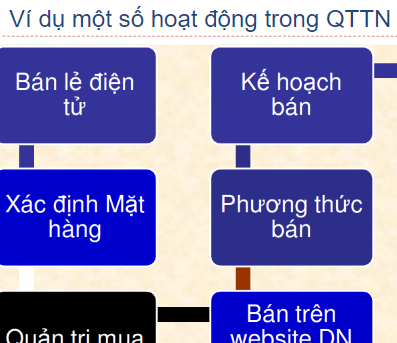 Ví dụ một số hoạt động trong QTTN
Bán lẻ điện
tử
Kế hoạch
bán
Xác định Mặt
hàng
Phương thức
bán
Quản trị mua
Bán trên
website DN